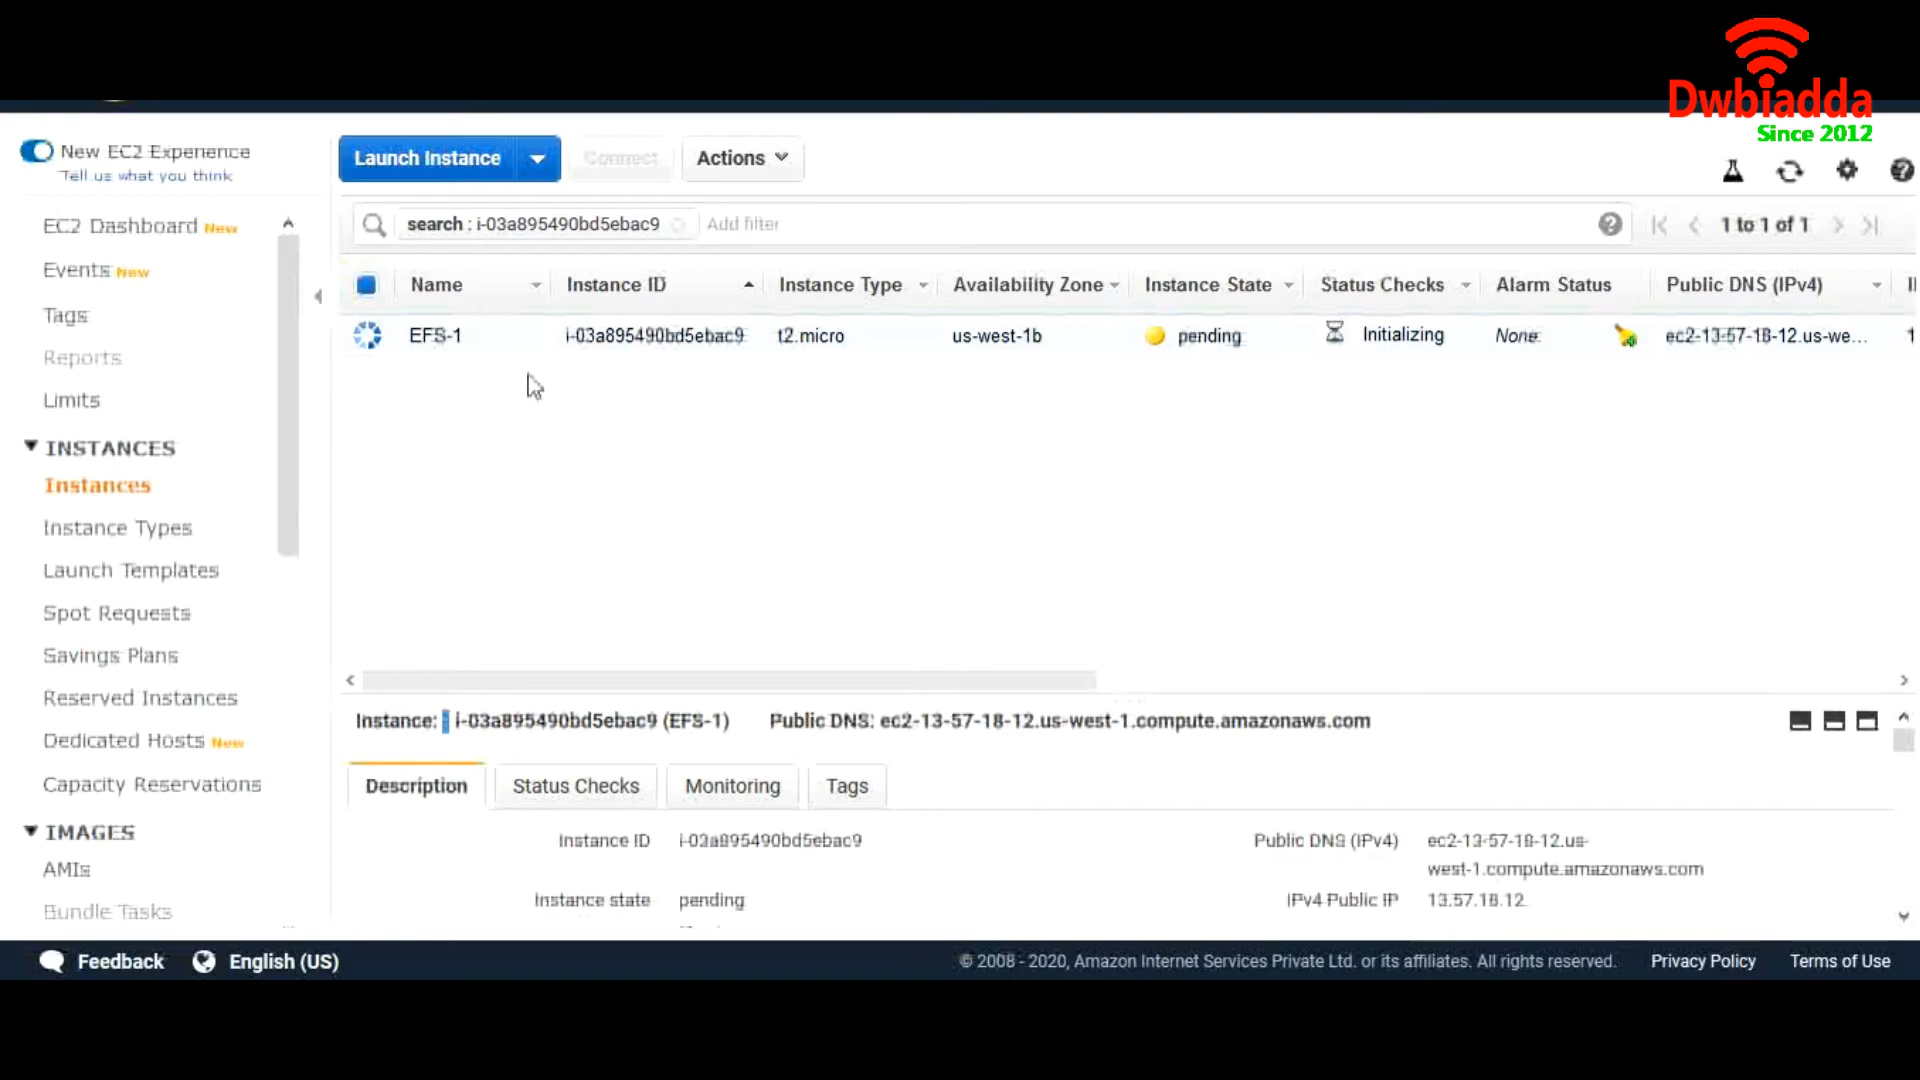 Dwbiadda
Since 2012
New EC2 Experience
Tell us what you think
Launch Instance
Connect
Actions
EC2 Dashboard New
Events New
Tags
Reports
Limits
INSTANCES
Instances
Instance Types
Launch Templates
Spot Requests
Savings Plans
Reserved Instances
Dedicated Hosts New
Capacity Reservations
IMAGES
AMIs
Bundle Tasks
search : i-03a895490bd5ebac9 Add filter
1 to 1 of 1
Name Instance ID Instance Type Availability Zone Instance State Status Checks Alarm Status Public DNS (IPv4)
EFS-1 i-03a895490bd5ebac9 t2.micro us-west-1b pending Initializing None ec2-13-57-18-12.us-we...
Instance: i-03a895490bd5ebac9 (EFS-1) Public DNS: ec2-13-57-18-12.us-west-1.compute.amazonaws.com
Description Status Checks Monitoring Tags
Instance ID i-03a895490bd5ebac9
Public DNS (IPv4) ec2-13-57-18-12.us-
west-1.compute.amazonaws.com
Instance state pending
IPv4 Public IP 13.57.18.12
Feedback English (US)
© 2008 - 2020, Amazon Internet Services Private Ltd. or its affiliates. All rights reserved. Privacy Policy Terms of Use